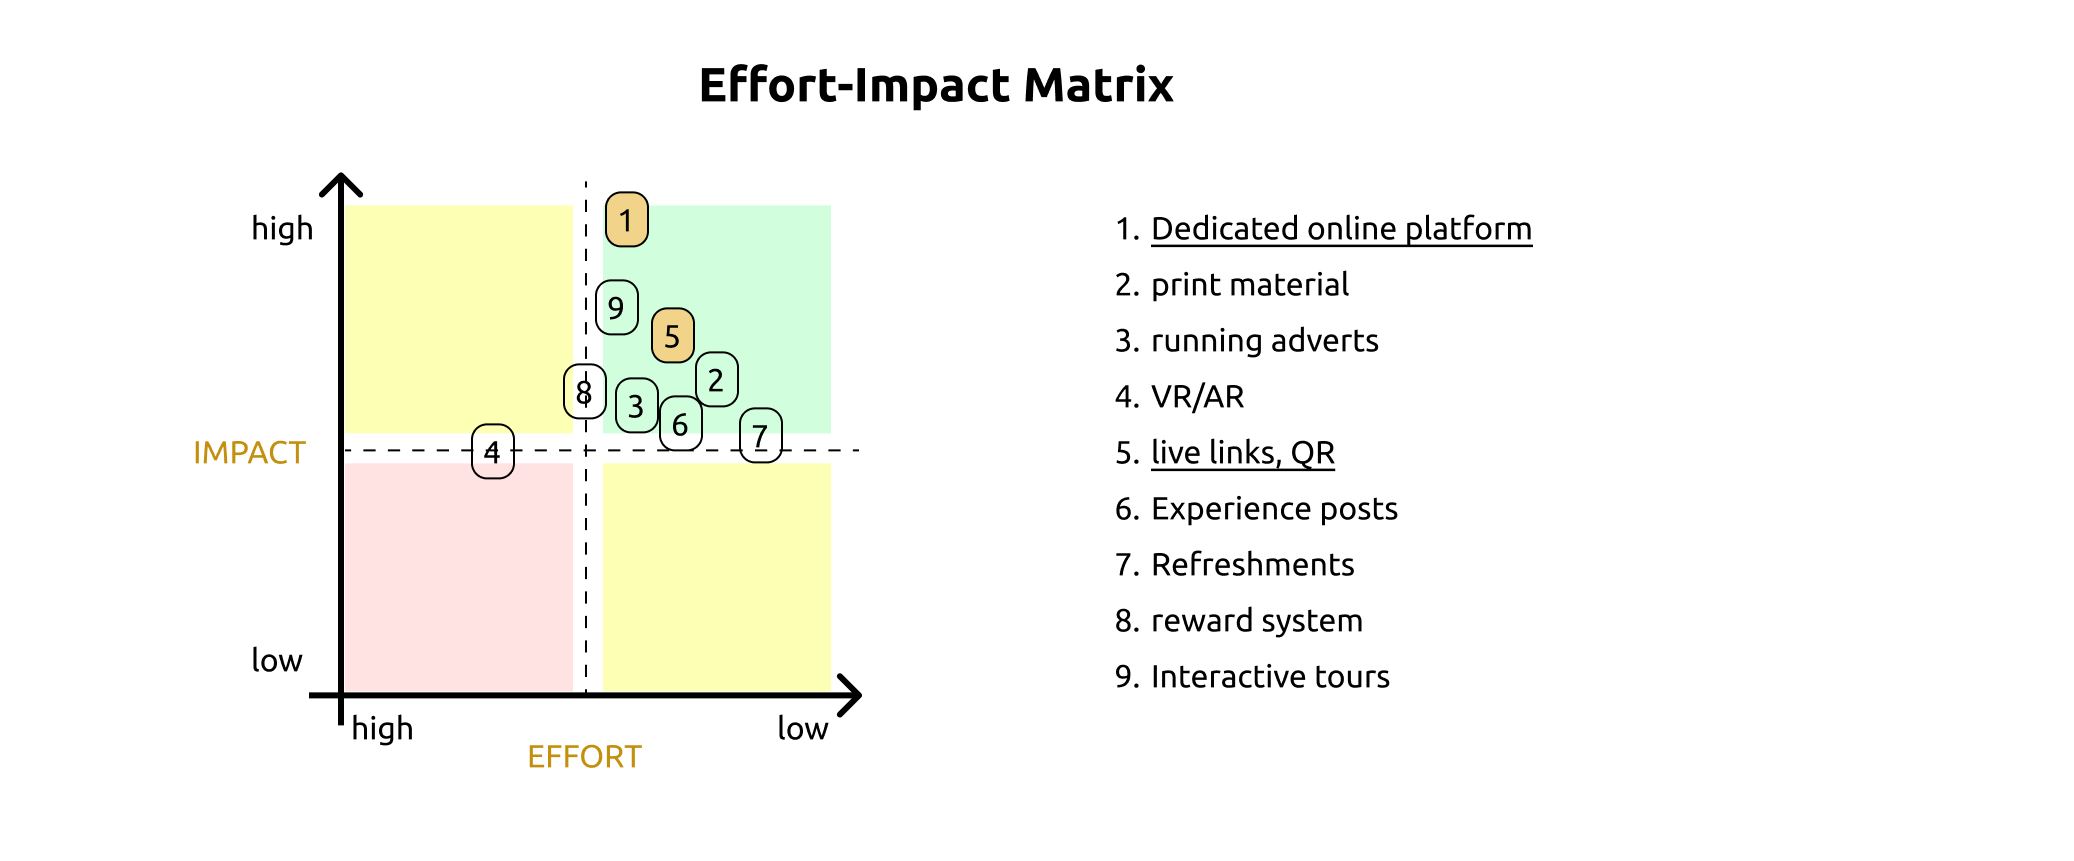 Effort-Impact Matrix
high
IMPACT
low
high
low
EFFORT
1
9
5
8
3
2
6
7
4
1. Dedicated online platform
2. print material
3. running adverts
4. VR/AR
5. live links, QR
6. Experience posts
7. Refreshments
8. reward system
9. Interactive tours